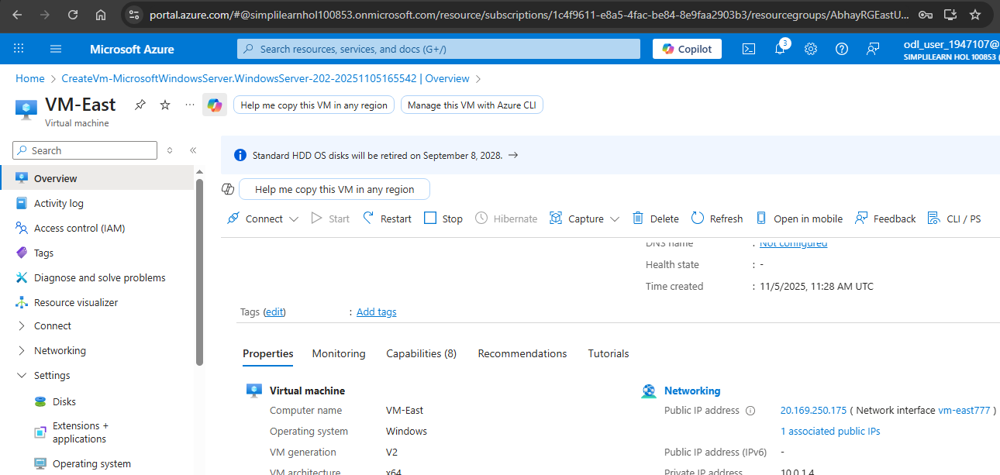 portal.azure.com/#@simplilearnhol100853.onmicrosoft.com/resource/subscriptions/1c4f9611-e8a5-4fac-be84-8e9faa2903b3/resourcegroups/AbhayRGEastU...
Microsoft Azure
Search resources, services, and docs (G+/)
Copilot
3
odl_user_1947107@
SIMPLILEARN HOL 100853 (
Home > CreateVm-MicrosoftWindowsServer.WindowsServer-202-20251105165542 | Overview >
VM-East
Virtual machine
Help me copy this VM in any region
Manage this VM with Azure CLI
Search
Overview
Activity log
Access control (IAM)
Tags
Diagnose and solve problems
Resource visualizer
Connect
Networking
Settings
Disks
Extensions +
applications
Operating system
Standard HDD OS disks will be retired on September 8, 2028. →
Help me copy this VM in any region
Connect Start Restart Stop Hibernate Capture Delete Refresh Open in mobile Feedback CLI / PS
DNS name : Not configured
Health state : -
Time created : 11/5/2025, 11:28 AM UTC
Tags (edit) : Add tags
Properties Monitoring Capabilities (8) Recommendations Tutorials
Virtual machine
Computer name VM-East
Operating system Windows
VM generation V2
VM architecture x64
Networking
Public IP address 20.169.250.175 ( Network interface vm-east777 )
1 associated public IPs
Public IP address (IPv6) -
Private IP address 10.0.1.4